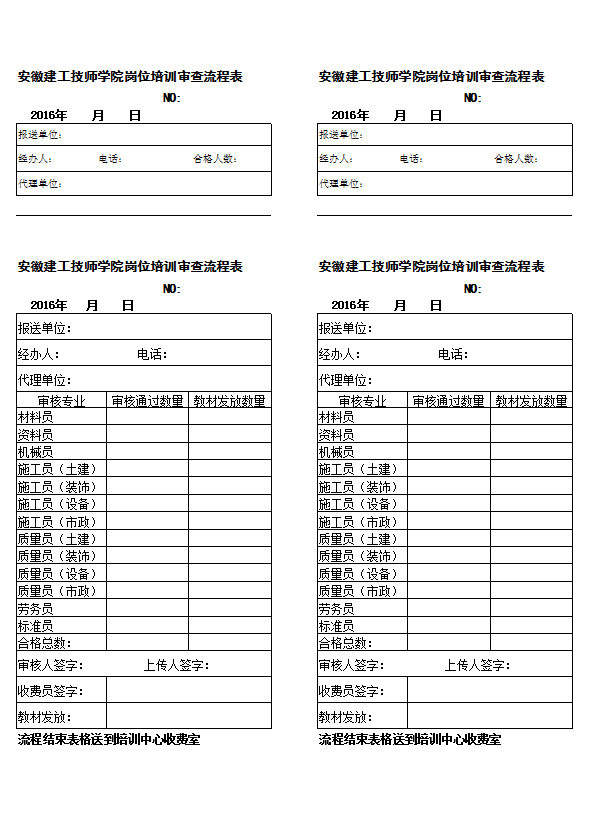 安徽建工技师学院岗位培训审查流程表
NO:
2016年 月 日
报送单位:
经办人: 电话: 合格人数:
代理单位:
安徽建工技师学院岗位培训审查流程表
NO:
2016年 月 日
报送单位:
经办人: 电话: 合格人数:
代理单位:
安徽建工技师学院岗位培训审查流程表
NO:
2016年 月 日
报送单位:
经办人: 电话:
代理单位:
审核专业 审核通过数量 教材发放数量
材料员
资料员
机械员
施工员（土建）
施工员（装饰）
施工员（设备）
施工员（市政）
质量员（土建）
质量员（装饰）
质量员（设备）
质量员（市政）
劳务员
标准员
合格总数:
审核人签字: 上传人签字:
收费员签字:
教材发放:
流程结束表格送到培训中心收费室
安徽建工技师学院岗位培训审查流程表
NO:
2016年 月 日
报送单位:
经办人: 电话:
代理单位:
审核专业 审核通过数量 教材发放数量
材料员
资料员
机械员
施工员（土建）
施工员（装饰）
施工员（设备）
施工员（市政）
质量员（土建）
质量员（装饰）
质量员（设备）
质量员（市政）
劳务员
标准员
合格总数:
审核人签字: 上传人签字:
收费员签字:
教材发放:
流程结束表格送到培训中心收费室